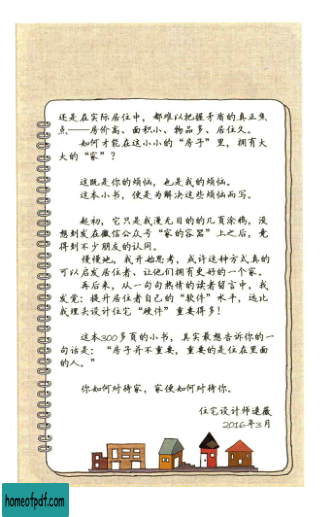 还是在实际居住中，都难以把握矛盾的真正焦
点——房价高、面积小、物品多、居住久。
如何才能在这小小的“房子”里，拥有大
大的“家”？
这既是你的烦恼，也是我的烦恼。
这本小书，便是为解决这些烦恼而写。
起初，它只是我漫无目的的几页涂鸦，没
想到发在微信公众号“家的容器”上之后，竟
得到不少朋友的认同。
慢慢地，我开始思考，或许这种方式真的
可以启发居住者、让他们拥有更好的一个家。
再后来，从一句句热情的读者留言中，我
发觉：提升居住者自己的“软件”水平，远比
我埋头设计住宅“硬件”重要得多！
这本300多页的小书，其实最想告诉你的一
句话是：“房子并不重要，重要的是住在里面
的人。”
你如何对待家，家便如何对待你。
住宅设计师逯薇
2016年3月
homeofpdf.com